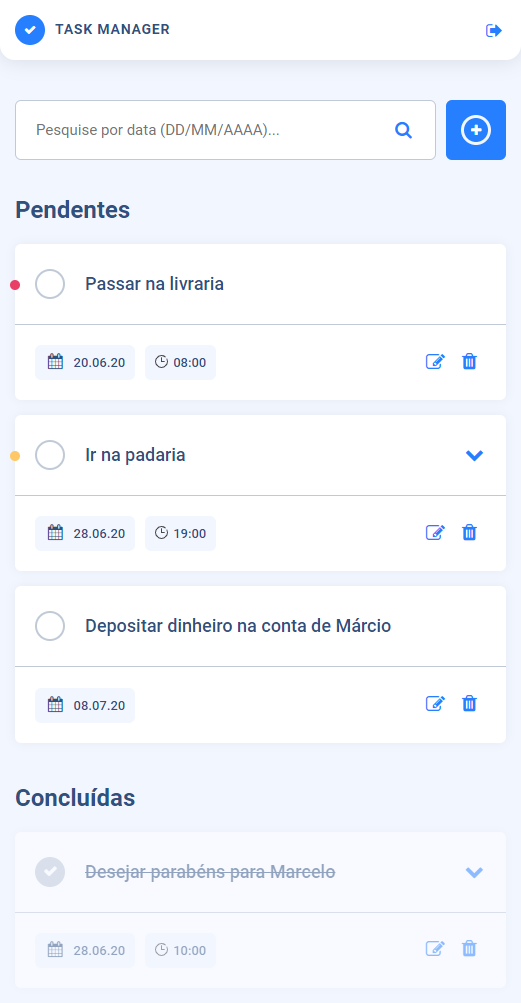 TASK MANAGER
Pesquise por data (DD/MM/AAAA)...
Pendentes
Passar na livraria
20.06.20 08:00
Ir na padaria
28.06.20 19:00
Depositar dinheiro na conta de Márcio
08.07.20
Concluídas
Desejar parabéns para Marcelo
28.06.20 10:00